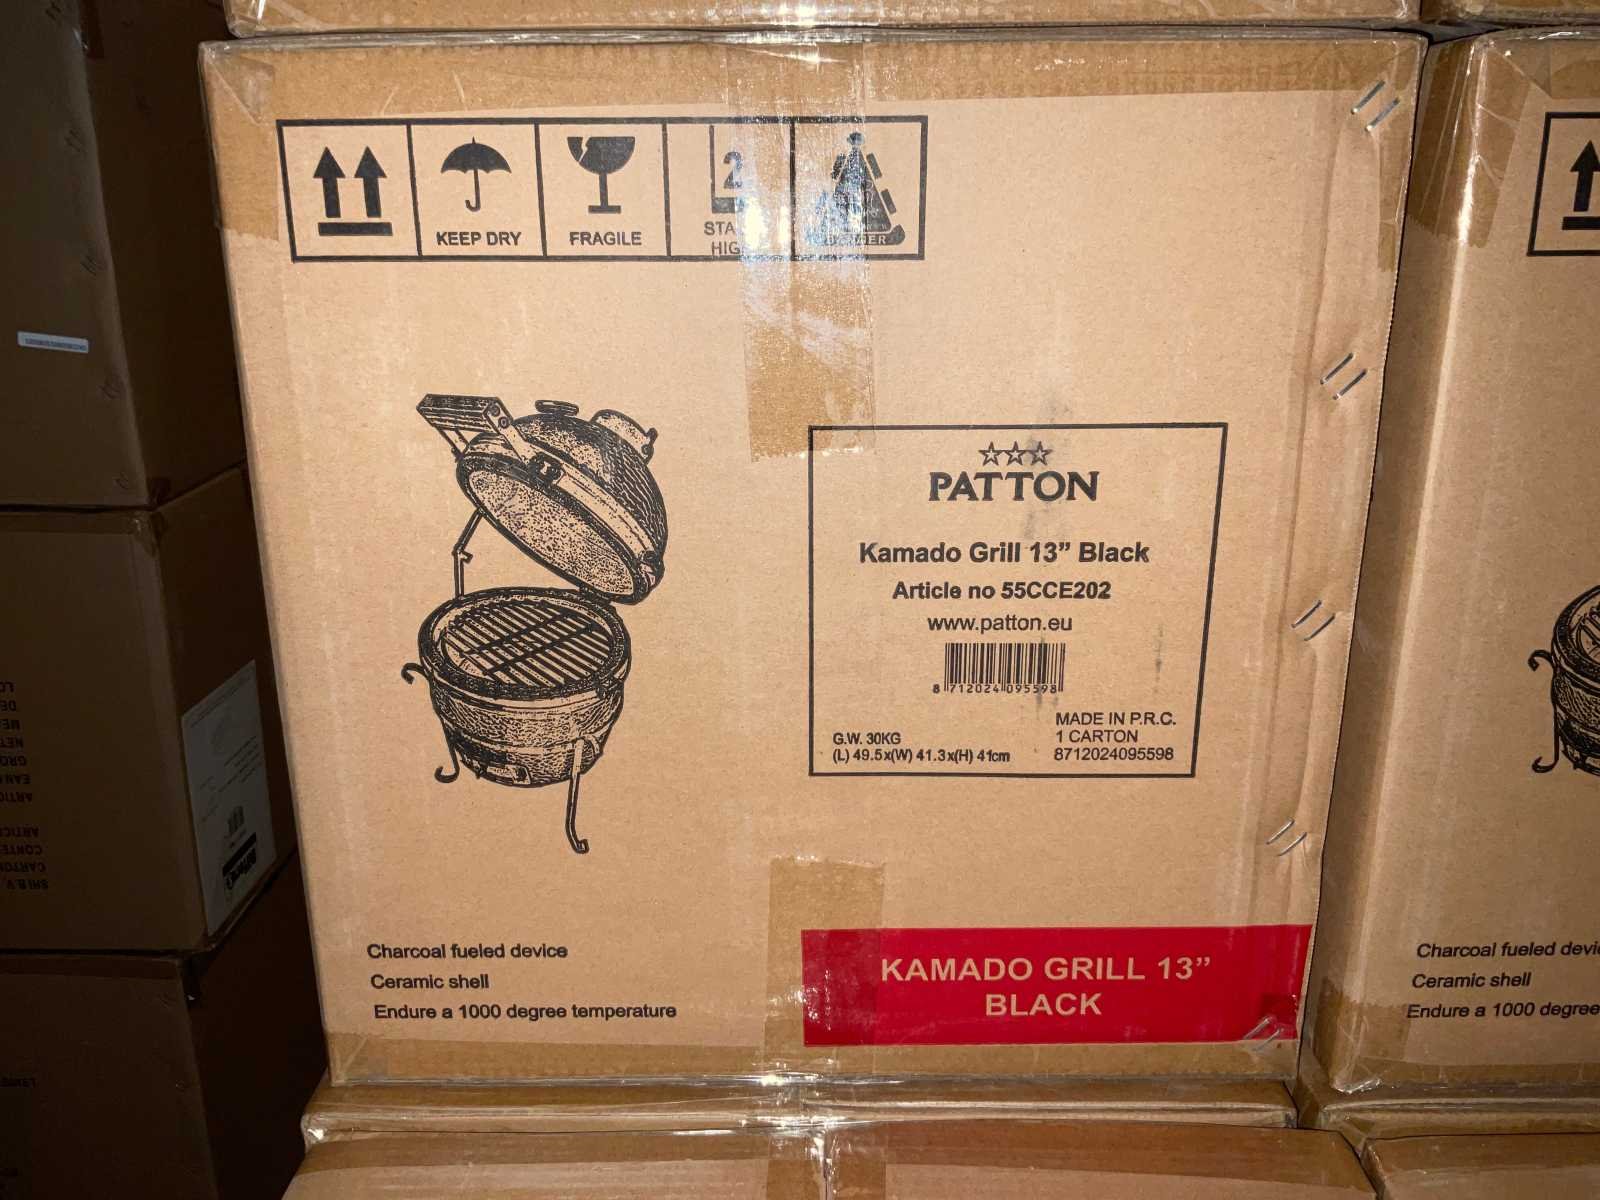 KEEP DRY
FRAGILE
2
PATTON
Kamado Grill 13” Black
Article no 55CCE202
www.patton.eu
8 712024 095598
G.W. 30KG
(L) 49.5x(W) 41.3x(H) 41cm
MADE IN P.R.C.
1 CARTON
8712024095598
Charcoal fueled device
Ceramic shell
Endure a 1000 degree temperature
KAMADO GRILL 13”
BLACK
Charcoal fueled
Ceramic shell
Endure a 1000 degree